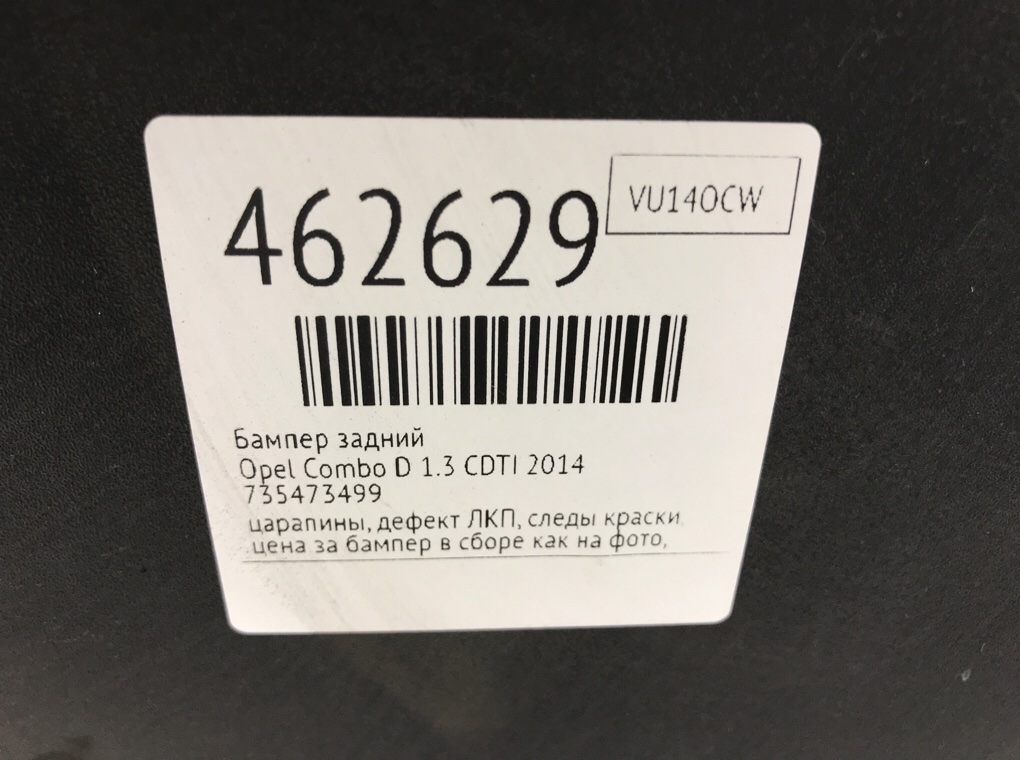 462629
VU140CW
Бампер задний
Opel Combo D 1.3 CDTI 2014
735473499
царапины, дефект ЛКП, следы краски
цена за бампер в сборе как на фото,